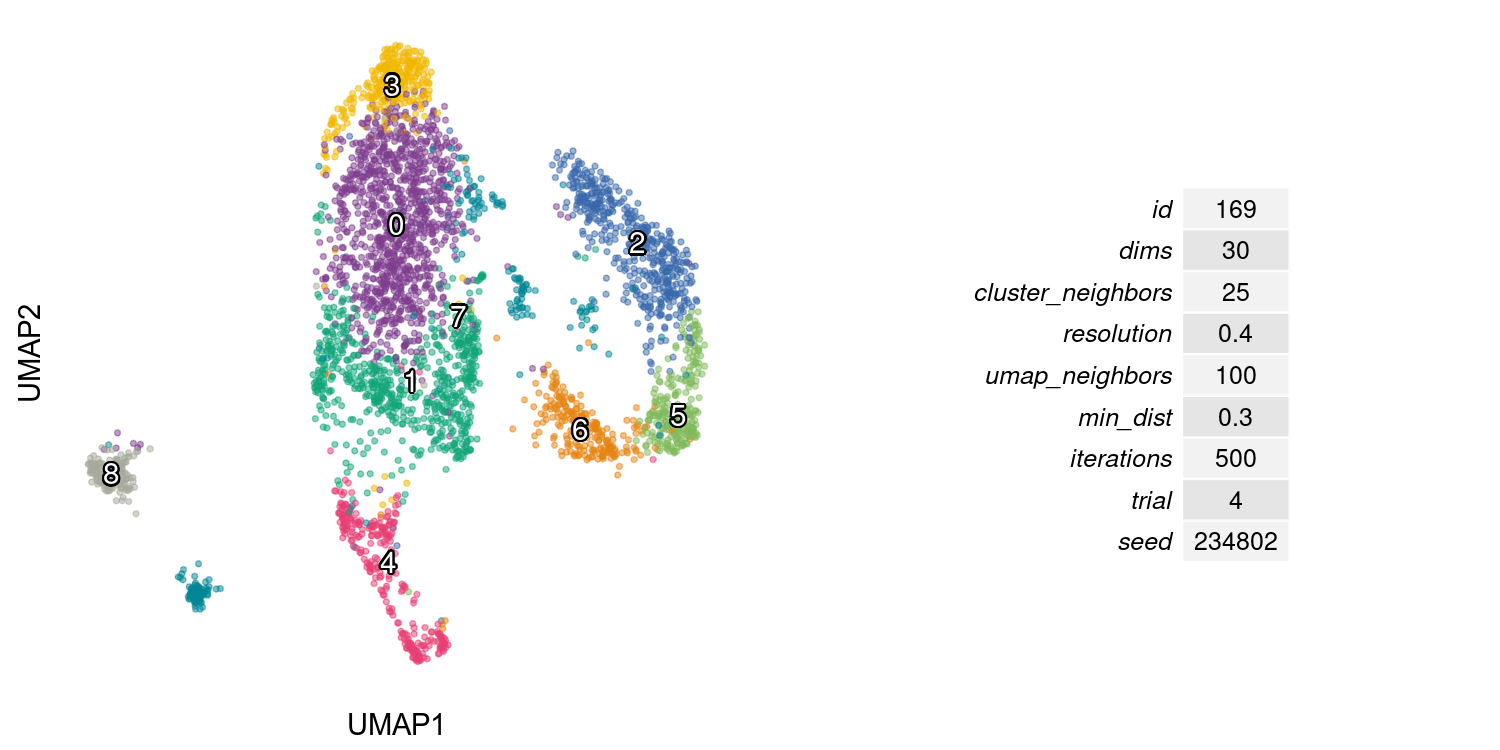 3
0
2
7
1
5
6
8
4
UMAP1
UMAP2
id 169
dims 30
cluster_neighbors 25
resolution 0.4
umap_neighbors 100
min_dist 0.3
iterations 500
trial 4
seed 234802